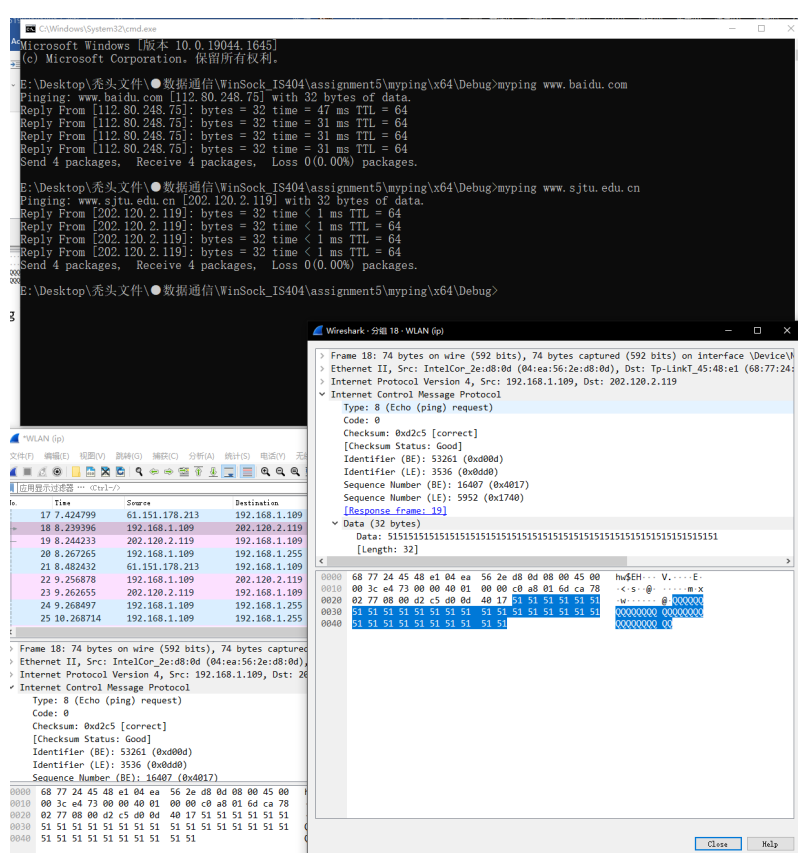 C:\Windows\System32\cmd.exe
Microsoft Windows [版本 10.0.19044.1645]
(c) Microsoft Corporation。保留所有权利。
E:\Desktop\秃头文件\●数据通信\WinSock_IS404\assignment5\myping\x64\Debug>myping www.baidu.com
Pinging: www.baidu.com [112.80.248.75] with 32 bytes of data.
Reply From [112.80.248.75]: bytes = 32 time = 47 ms TTL = 64
Reply From [112.80.248.75]: bytes = 32 time = 31 ms TTL = 64
Reply From [112.80.248.75]: bytes = 32 time = 31 ms TTL = 64
Reply From [112.80.248.75]: bytes = 32 time = 31 ms TTL = 64
Send 4 packages, Receive 4 packages, Loss 0(0.00%) packages.
E:\Desktop\秃头文件\●数据通信\WinSock_IS404\assignment5\myping\x64\Debug>myping www.sjtu.edu.cn
Pinging: www.sjtu.edu.cn [202.120.2.119] with 32 bytes of data.
Reply From [202.120.2.119]: bytes = 32 time < 1 ms TTL = 64
Reply From [202.120.2.119]: bytes = 32 time < 1 ms TTL = 64
Reply From [202.120.2.119]: bytes = 32 time < 1 ms TTL = 64
Reply From [202.120.2.119]: bytes = 32 time < 1 ms TTL = 64
Send 4 packages, Receive 4 packages, Loss 0(0.00%) packages.
E:\Desktop\秃头文件\●数据通信\WinSock_IS404\assignment5\myping\x64\Debug>
Wireshark · 分组 18 · WLAN (ip)
Frame 18: 74 bytes on wire (592 bits), 74 bytes captured (592 bits) on interface \Device\N
Ethernet II, Src: IntelCor_2e:d8:0d (04:ea:56:2e:d8:0d), Dst: Tp-LinkT_45:48:e1 (68:77:24:
Internet Protocol Version 4, Src: 192.168.1.109, Dst: 202.120.2.119
Internet Control Message Protocol
Type: 8 (Echo (ping) request)
Code: 0
Checksum: 0xd2c5 [correct]
[Checksum Status: Good]
Identifier (BE): 53261 (0xd00d)
Identifier (LE): 3536 (0x0dd0)
Sequence Number (BE): 16407 (0x4017)
Sequence Number (LE): 5952 (0x1740)
[Response frame: 19]
Data (32 bytes)
Data: 5151515151515151515151515151515151515151515151515151515151515151
[Length: 32]
0000 68 77 24 45 48 e1 04 ea 56 2e d8 0d 08 00 45 00 hw$EH··· V.····E·
0010 00 3c e4 73 00 00 40 01 00 00 c0 a8 01 6d ca 78 ·<·s··@· ·····m·x
0020 02 77 08 00 d2 c5 d0 0d 40 17 51 51 51 51 51 51 ·w······ @·QQQQQQ
0030 51 51 51 51 51 51 51 51 51 51 51 51 51 51 51 51 QQQQQQQQ QQQQQQQQ
0040 51 51 51 51 51 51 51 51 51 51 QQQQQQQQ QQ
Close Help
*WLAN (ip)
文件(F) 编辑(E) 视图(V) 跳转(G) 捕获(C) 分析(A) 统计(S) 电话(Y)
应用显示过滤器 … <Ctrl-/>
No. Time Source Destination
17 7.424799 61.151.178.213 192.168.1.109
18 8.239396 192.168.1.109 202.120.2.119
19 8.244233 202.120.2.119 192.168.1.109
20 8.267265 192.168.1.109 192.168.1.255
21 8.482432 61.151.178.213 192.168.1.109
22 9.256878 192.168.1.109 202.120.2.119
23 9.262655 202.120.2.119 192.168.1.109
24 9.268497 192.168.1.109 192.168.1.255
25 10.268714 192.168.1.109 192.168.1.255
Frame 18: 74 bytes on wire (592 bits), 74 bytes captured
Ethernet II, Src: IntelCor_2e:d8:0d (04:ea:56:2e:d8:0d),
Internet Protocol Version 4, Src: 192.168.1.109, Dst: 20
Internet Control Message Protocol
Type: 8 (Echo (ping) request)
Code: 0
Checksum: 0xd2c5 [correct]
[Checksum Status: Good]
Identifier (BE): 53261 (0xd00d)
Identifier (LE): 3536 (0x0dd0)
Sequence Number (BE): 16407 (0x4017)
0000 68 77 24 45 48 e1 04 ea 56 2e d8 0d 08 00 45 00
0010 00 3c e4 73 00 00 40 01 00 00 c0 a8 01 6d ca 78
0020 02 77 08 00 d2 c5 d0 0d 40 17 51 51 51 51 51 51
0030 51 51 51 51 51 51 51 51 51 51 51 51 51 51 51 51
0040 51 51 51 51 51 51 51 51 51 51